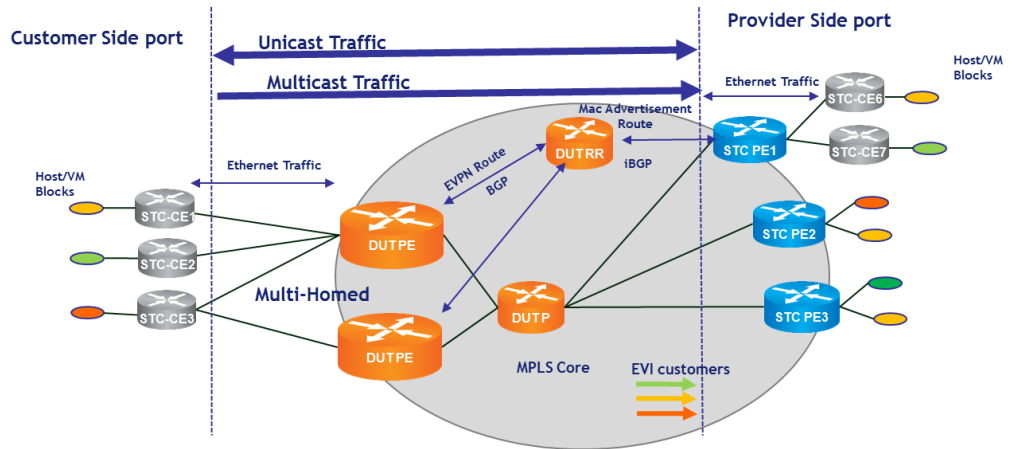 Customer Side port
Provider Side port
Unicast Traffic
Multicast Traffic
Host/VM
Blocks
Ethernet Traffic
STC-CE6
Mac Advertisement
Route
DUTRR
iBGP
STC PE1
STC-CE7
EVPN Route
BGP
Ethernet Traffic
Host/VM
Blocks
STC-CE1
STC-CE2
STC-CE3
DUTPE
Multi-Homed
DUTPE
DUTP
STC PE2
STC PE3
MPLS Core
EVI customers